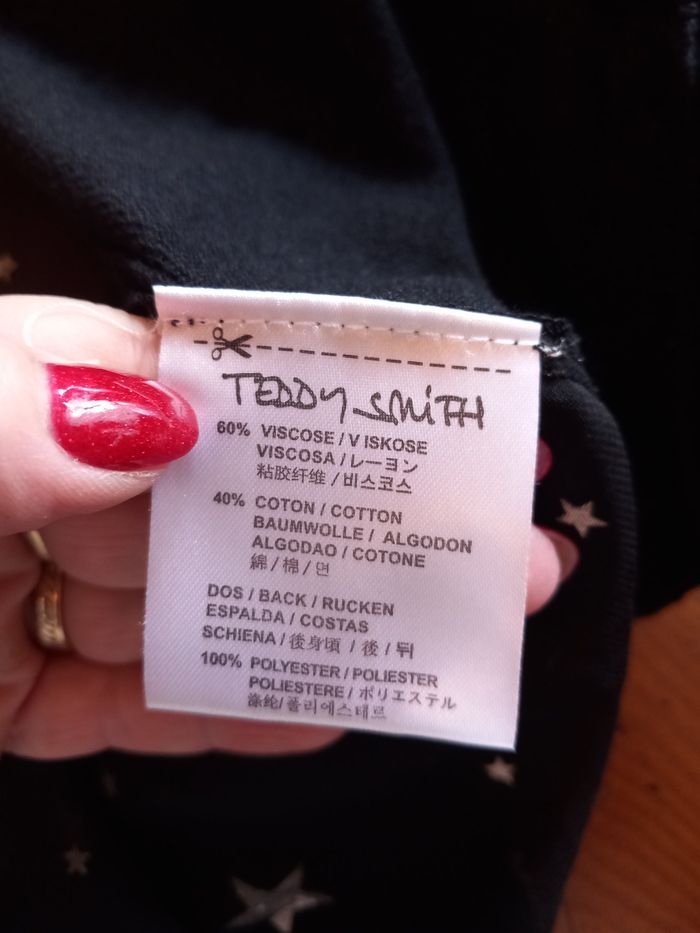 TEDDY SMiTH
60% VISCOSE / V ISKOSE
VISCOSA / レーヨン
粘胶纤维 / 비스코스
40% COTON / COTTON
BAUMWOLLE / ALGODON
ALGODAO / COTONE
綿 / 棉 / 면
DOS / BACK / RUCKEN
ESPALDA / COSTAS
SCHIENA / 後身頃 / 後 / 뒤
100% POLYESTER / POLIESTER
POLIESTERE / ポリエステル
涤纶 / 폴리에스테르